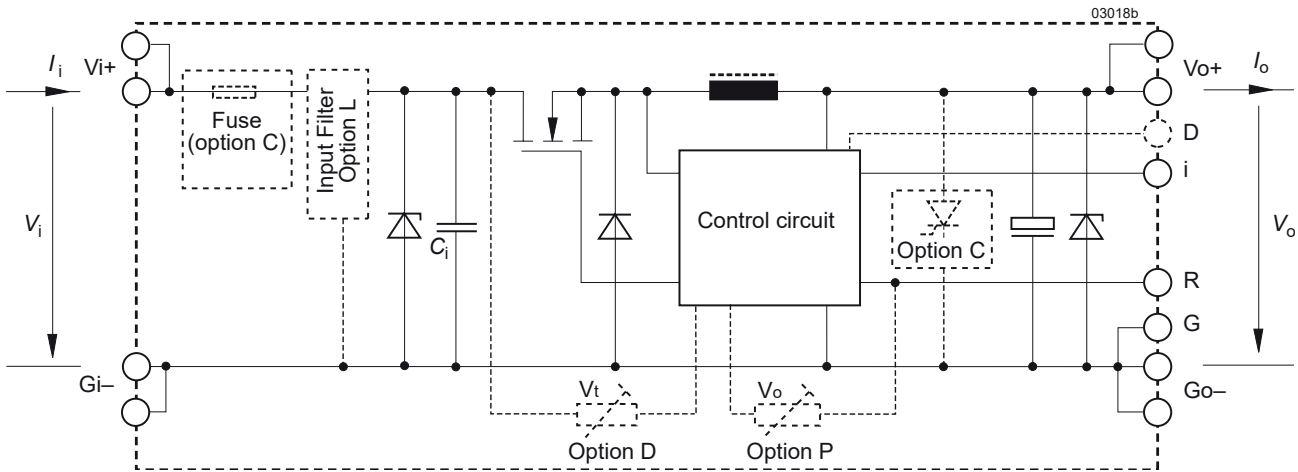 03018b
Ii
Vi+
Vo+
Io
Fuse
(option C)
Input Filter
Option L
D
i
Control circuit
Vi
Ci
Option C
Vo
R
G
Gi–
Go–
Vt
Vo
Option D
Option P